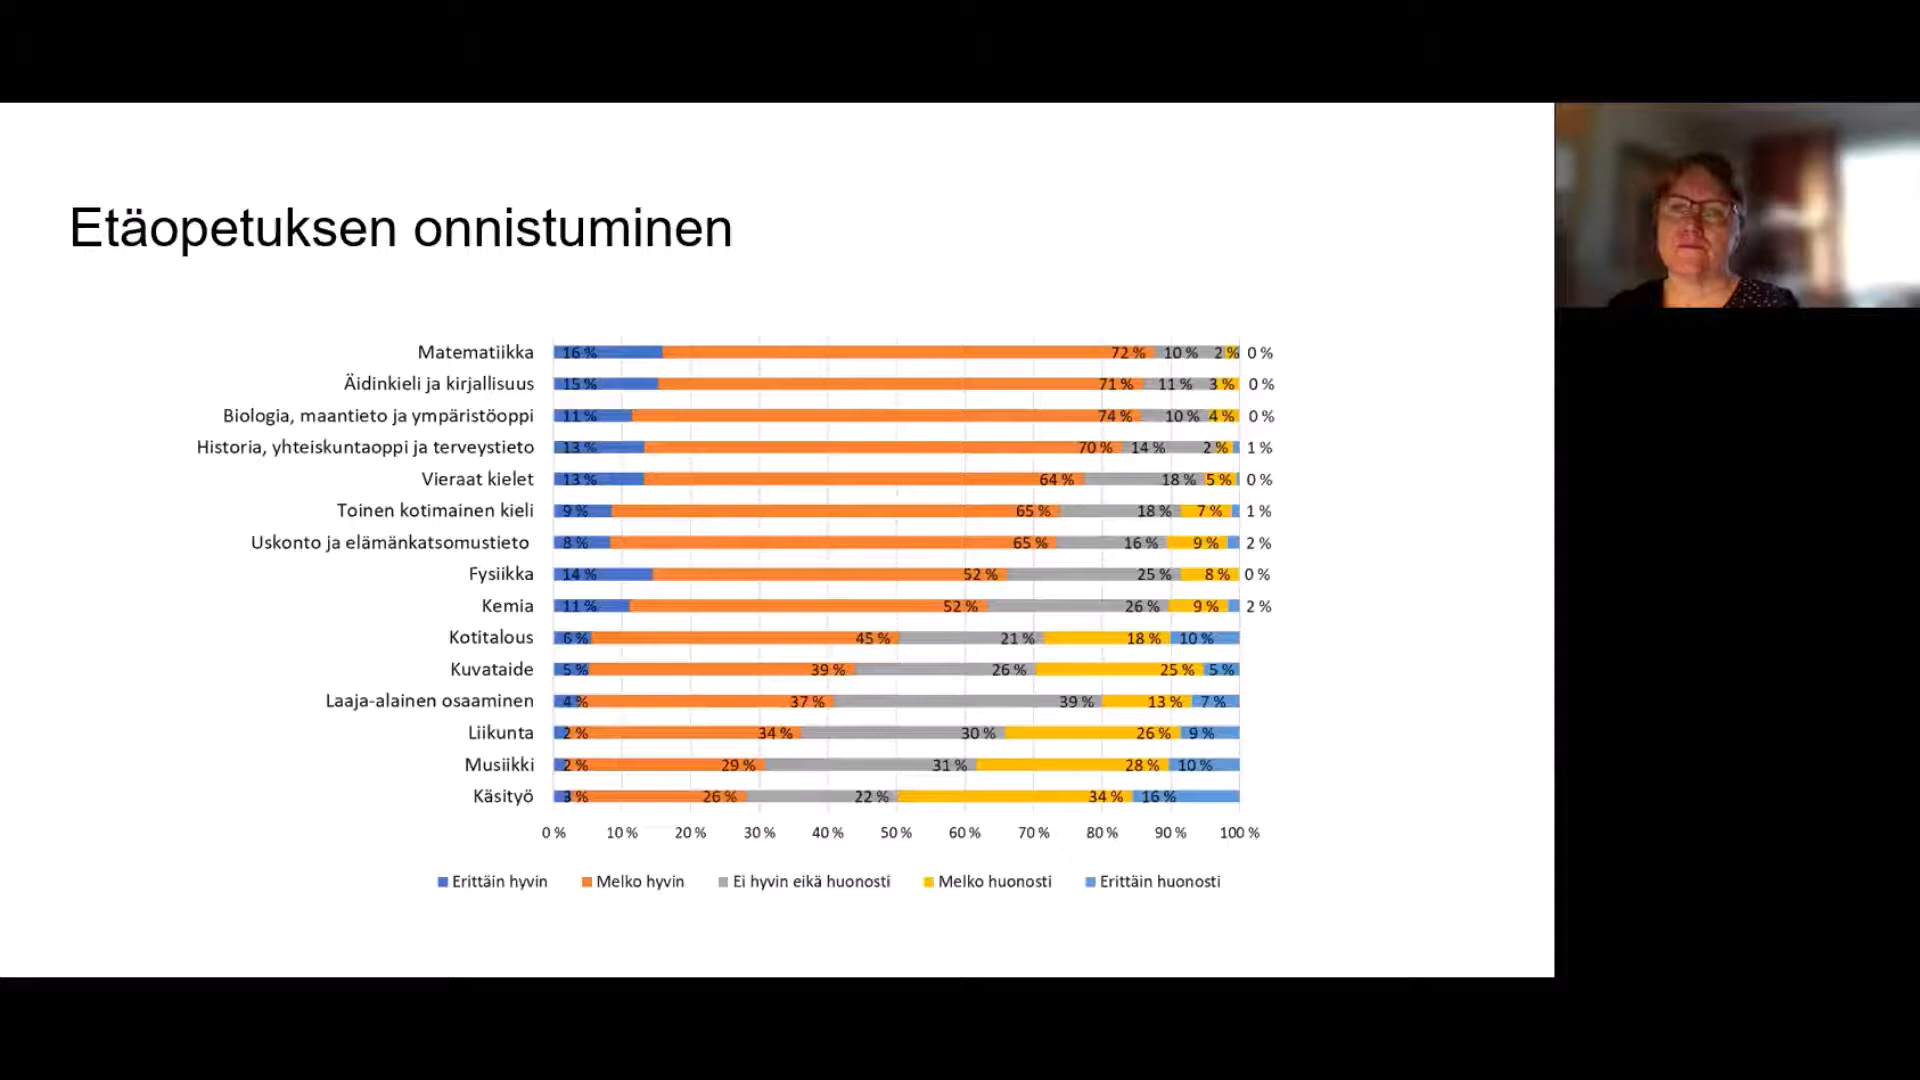 Etäopetuksen onnistuminen
Matematiikka 16 % 72 % 10 % 2 % 0 %
Äidinkieli ja kirjallisuus 15 % 71 % 11 % 3 % 0 %
Biologia, maantieto ja ympäristöoppi 11 % 74 % 10 % 4 % 0 %
Historia, yhteiskuntaoppi ja terveystieto 13 % 70 % 14 % 2 % 1 %
Vieraat kielet 13 % 64 % 18 % 5 % 0 %
Toinen kotimainen kieli 9 % 65 % 18 % 7 % 1 %
Uskonto ja elämänkatsomustieto 8 % 65 % 16 % 9 % 2 %
Fysiikka 14 % 52 % 25 % 8 % 0 %
Kemia 11 % 52 % 26 % 9 % 2 %
Kotitalous 6 % 45 % 21 % 18 % 10 %
Kuvataide 5 % 39 % 26 % 25 % 5 %
Laaja-alainen osaaminen 4 % 37 % 39 % 13 % 7 %
Liikunta 2 % 34 % 30 % 26 % 9 %
Musiikki 2 % 29 % 31 % 28 % 10 %
Käsityö 3 % 26 % 22 % 34 % 16 %
0 % 10 % 20 % 30 % 40 % 50 % 60 % 70 % 80 % 90 % 100 %
Erittäin hyvin Melko hyvin Ei hyvin eikä huonosti Melko huonosti Erittäin huonosti